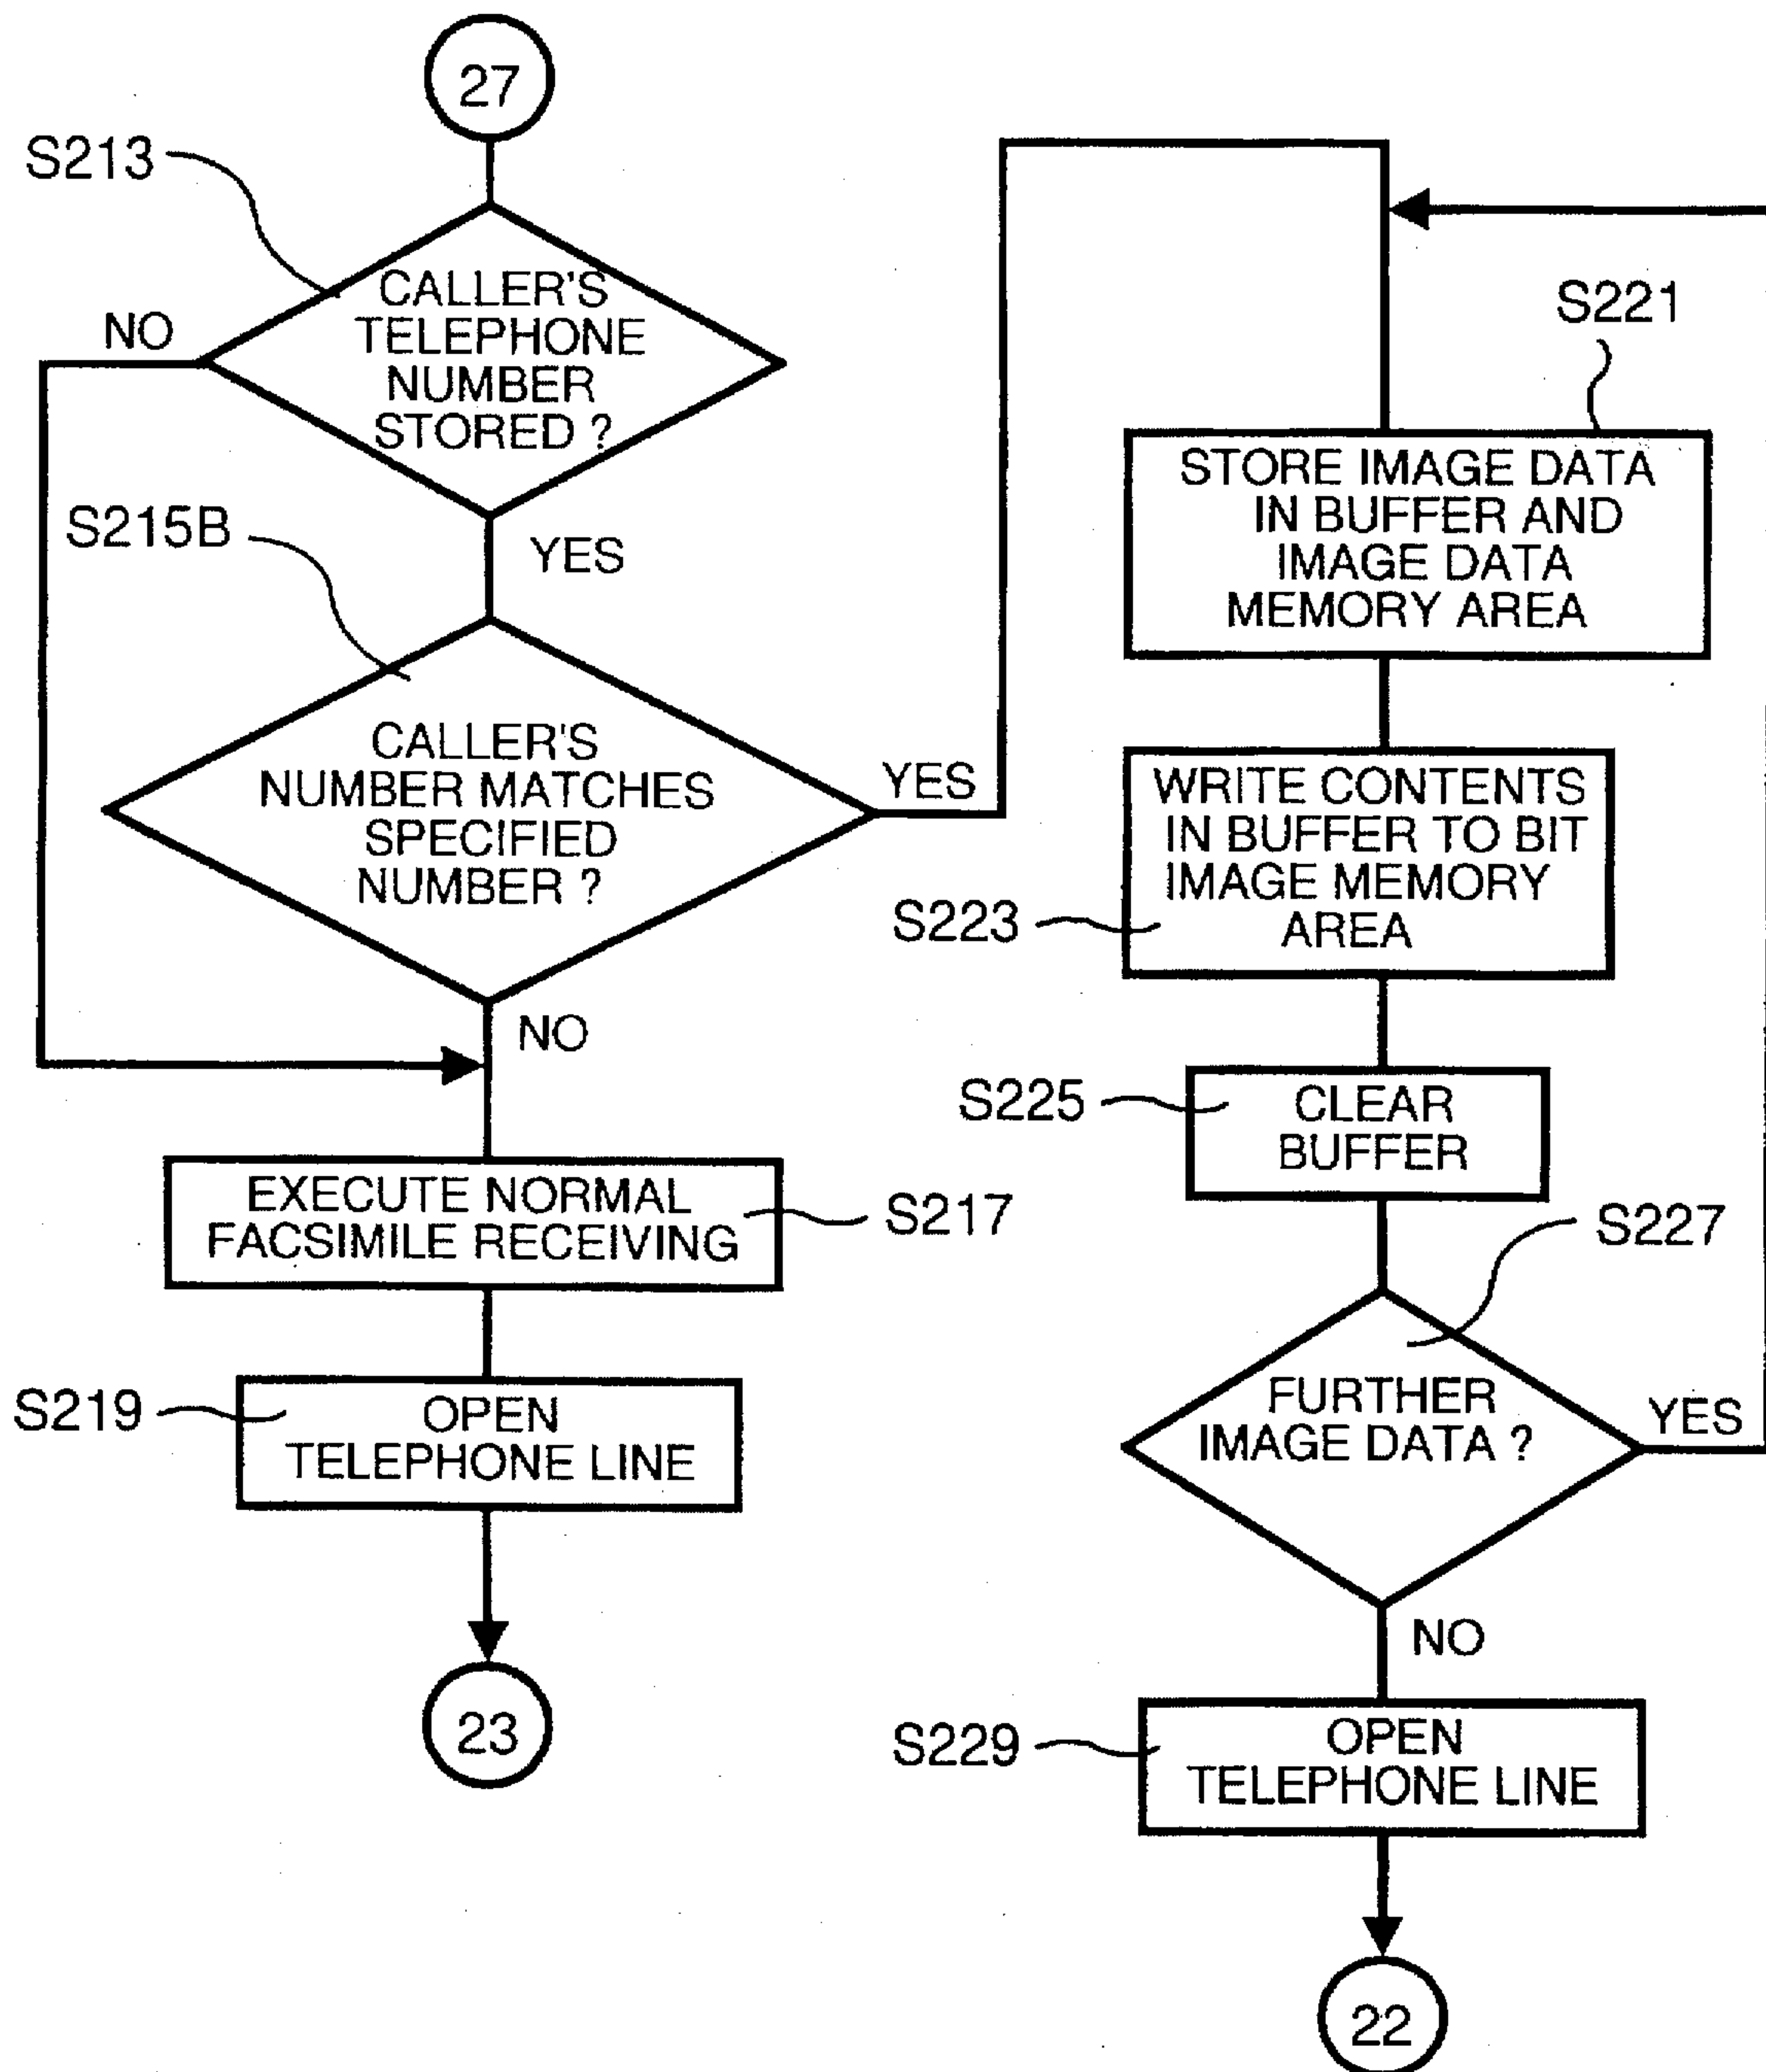 27
S213
CALLER'S
TELEPHONE
NUMBER
STORED ?
NO
YES
S215B
CALLER'S
NUMBER MATCHES
SPECIFIED
NUMBER ?
YES
NO
EXECUTE NORMAL
FACSIMILE RECEIVING
S217
S219
OPEN
TELEPHONE LINE
23
S221
STORE IMAGE DATA
IN BUFFER AND
IMAGE DATA
MEMORY AREA
WRITE CONTENTS
IN BUFFER TO BIT
IMAGE MEMORY
AREA
S223
S225
CLEAR
BUFFER
S227
FURTHER
IMAGE DATA ?
YES
NO
S229
OPEN
TELEPHONE LINE
22